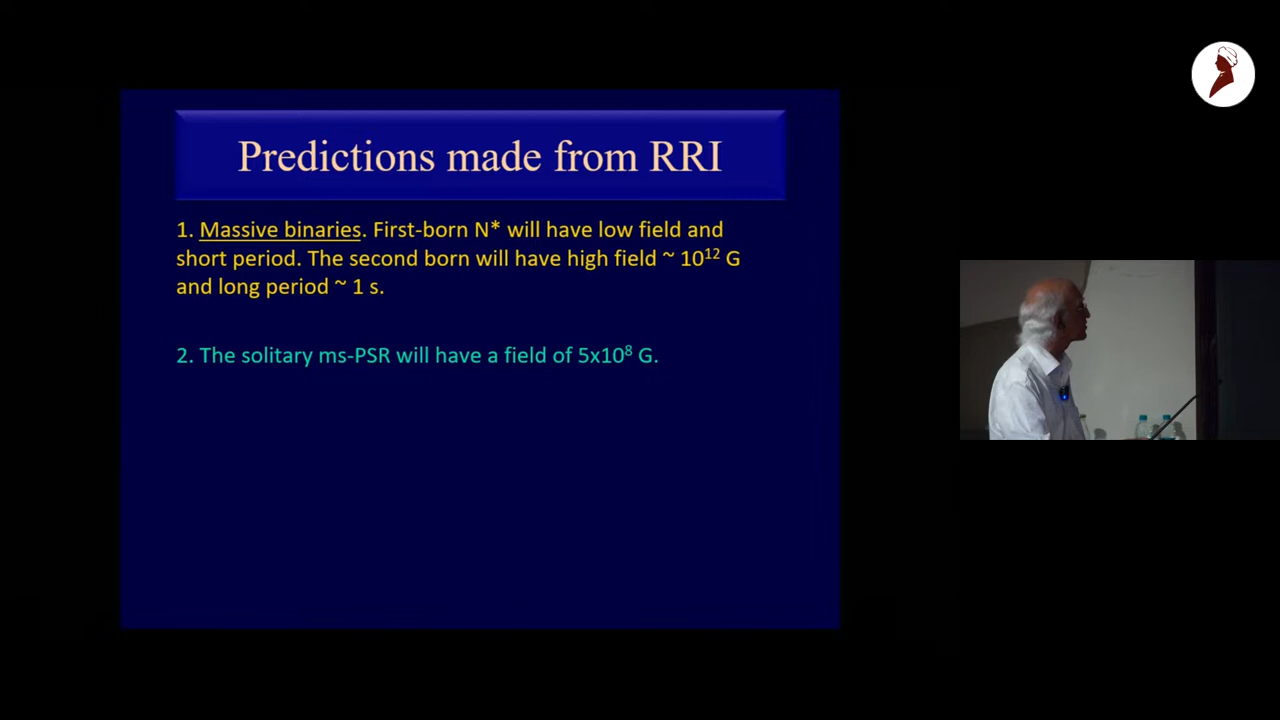 Predictions made from RRI
1. Massive binaries. First-born N* will have low field and
short period. The second born will have high field ~ 10¹² G
and long period ~ 1 s.
2. The solitary ms-PSR will have a field of 5x10⁸ G.